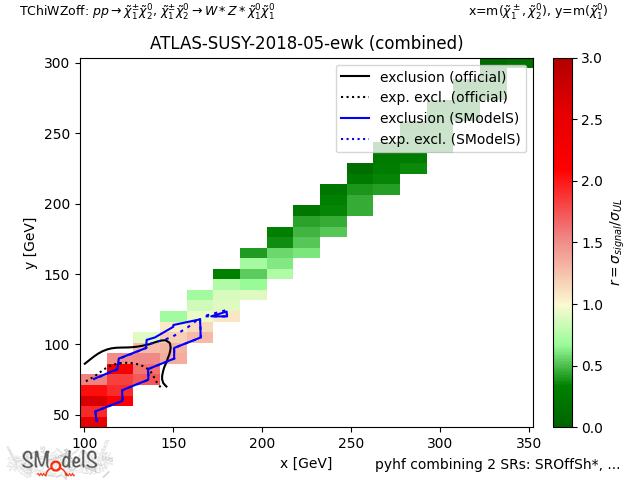 TChiWZoff: pp → χ̃₁^± χ̃₂⁰, χ̃₁^± χ̃₂⁰ → W* Z* χ̃₁⁰ χ̃₁⁰
x=m(χ̃₁^±, χ̃₂⁰), y=m(χ̃₁⁰)
ATLAS-SUSY-2018-05-ewk (combined)
exclusion (official)
exp. excl. (official)
exclusion (SModelS)
exp. excl. (SModelS)
y [GeV]
300
250
200
150
100
50
100
150
200
250
300
350
x [GeV]
3.0
2.5
2.0
1.5
1.0
0.5
0.0
r = σ_signal/σ_UL
SModelS
pyhf combining 2 SRs: SROffSh*, ...